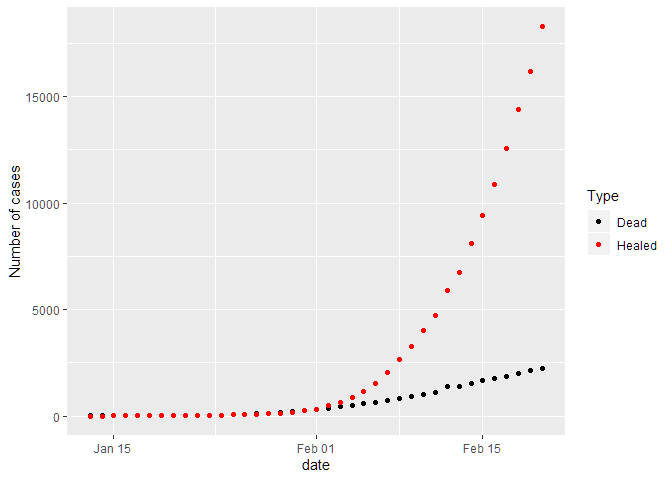 Number of cases
15000
10000
5000
0
Jan 15
Feb 01
Feb 15
date
Type
Dead
Healed